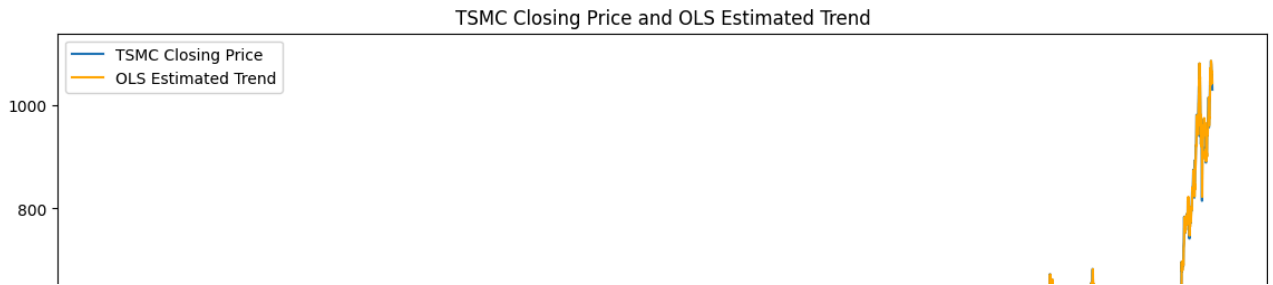 TSMC Closing Price and OLS Estimated Trend
TSMC Closing Price
OLS Estimated Trend
1000
800